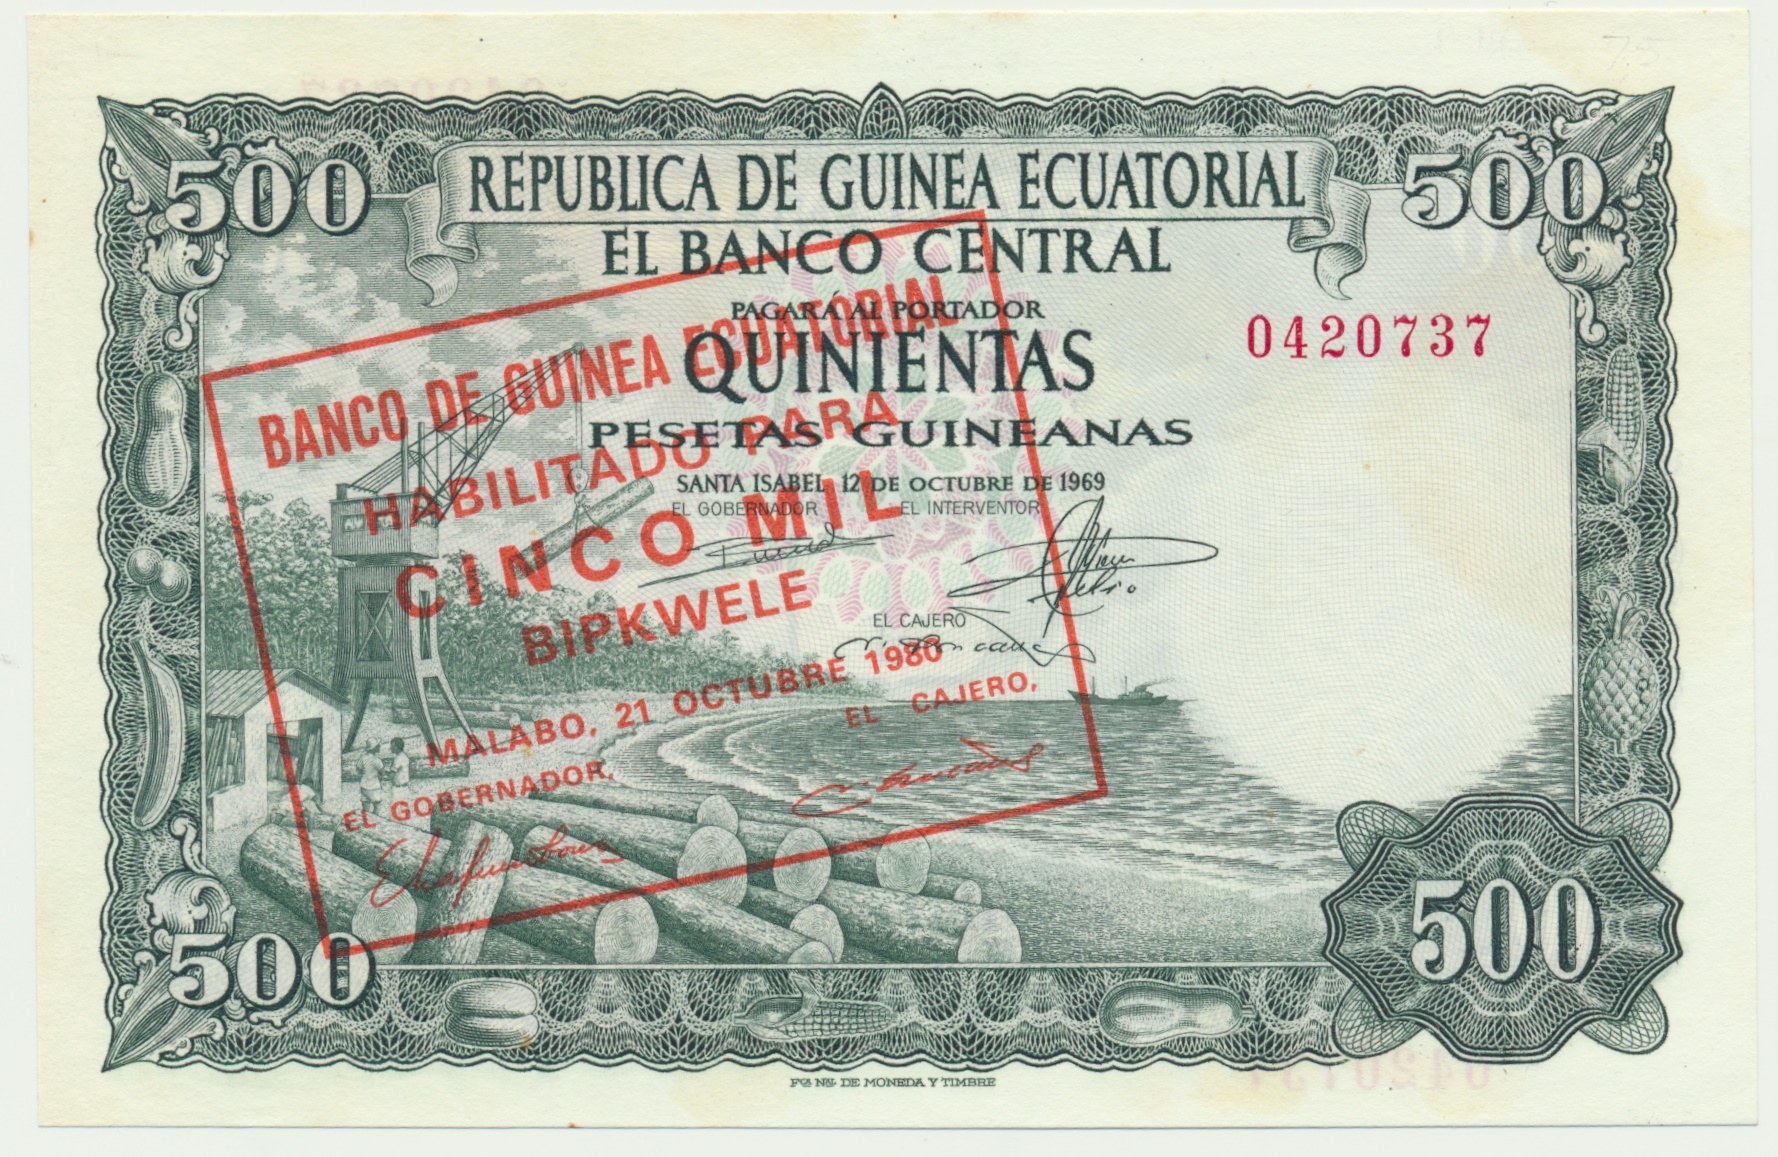 500
REPUBLICA DE GUINEA ECUATORIAL
500
EL BANCO CENTRAL
PAGARÁ AL PORTADOR
QUINIENTAS
0420737
PESETAS GUINEANAS
SANTA ISABEL 12 DE OCTUBRE DE 1969
EL GOBERNADOR
EL INTERVENTOR
EL CAJERO
BANCO DE GUINEA ECUATORIAL
HABILITADO PARA
CINCO MIL
BIPKWELE
MALABO, 21 OCTUBRE 1980
EL GOBERNADOR,
EL CAJERO,
500
500
FCA NAL DE MONEDA Y TIMBRE